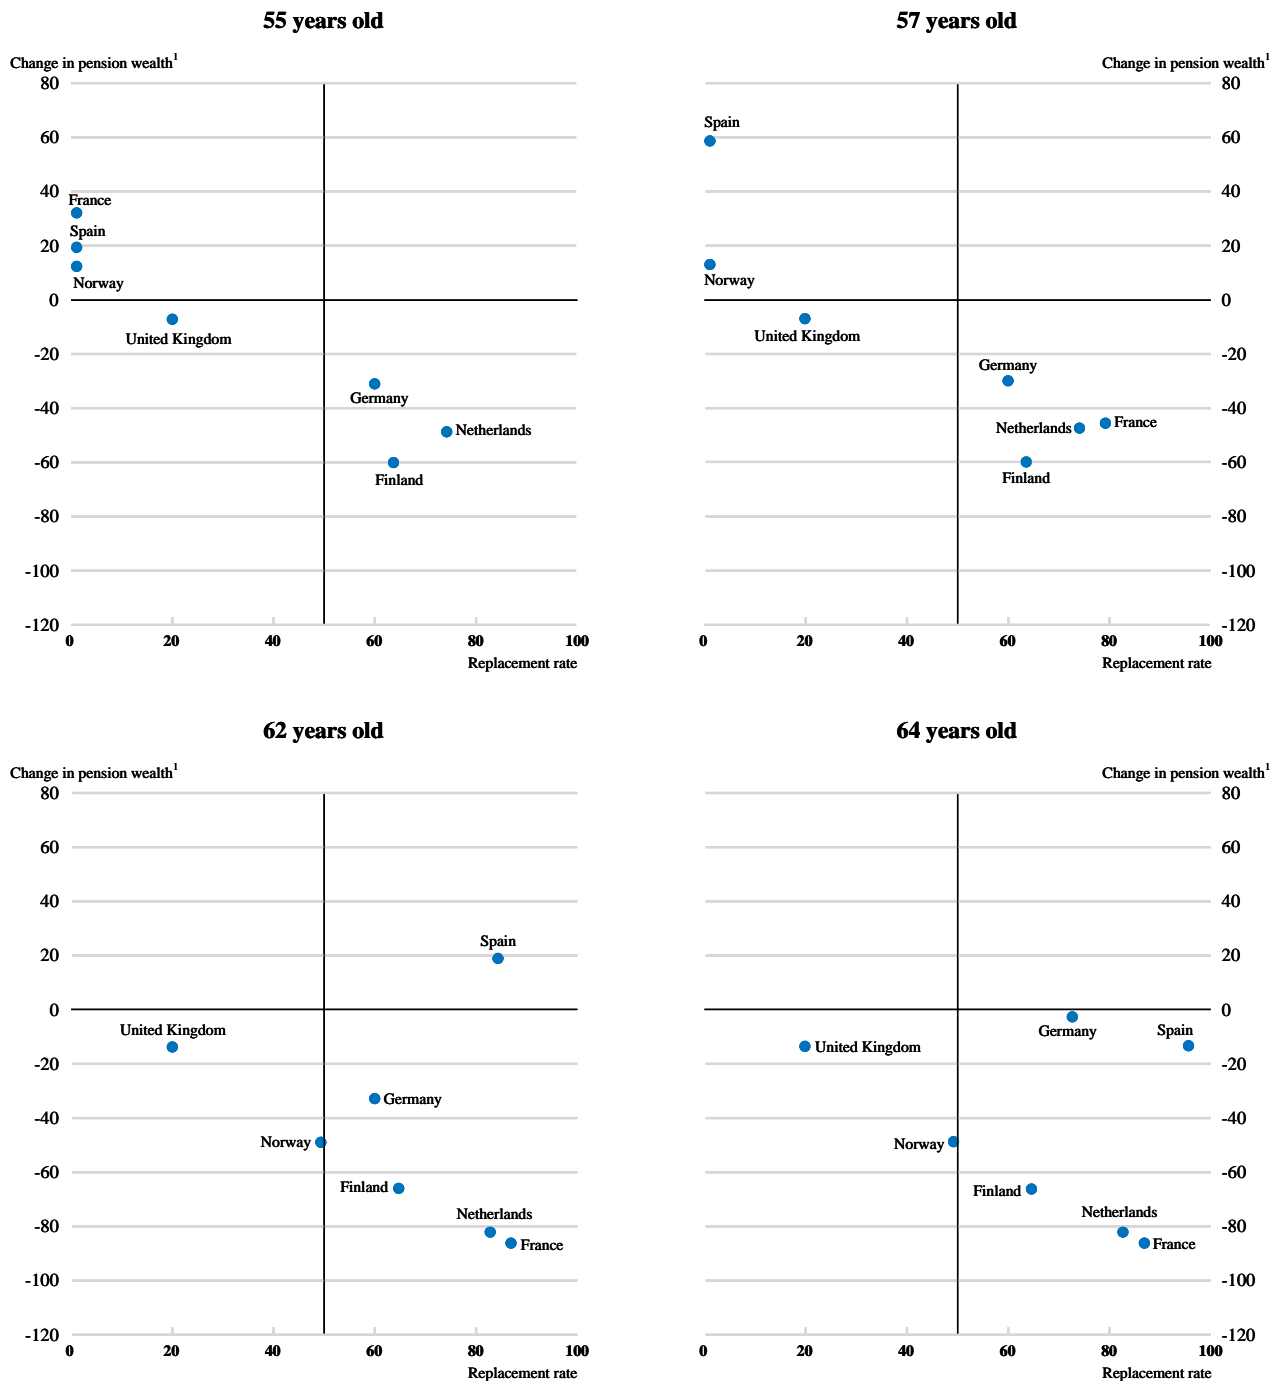 55 years old
Change in pension wealth1
80
60
40
20
0
-20
-40
-60
-80
-100
-120
France
Spain
Norway
United Kingdom
Germany
Netherlands
Finland
0 20 40 60 80 100
Replacement rate
57 years old
Change in pension wealth1
80
60
40
20
0
-20
-40
-60
-80
-100
-120
Spain
Norway
United Kingdom
Germany
Netherlands
France
Finland
0 20 40 60 80 100
Replacement rate
62 years old
Change in pension wealth1
80
60
40
20
0
-20
-40
-60
-80
-100
-120
Spain
United Kingdom
Germany
Norway
Finland
Netherlands
France
0 20 40 60 80 100
Replacement rate
64 years old
Change in pension wealth1
80
60
40
20
0
-20
-40
-60
-80
-100
-120
Germany
Spain
United Kingdom
Norway
Finland
Netherlands
France
0 20 40 60 80 100
Replacement rate